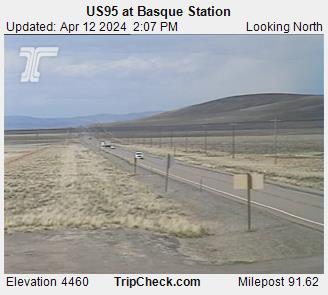 US95 at Basque Station
Updated: Apr 12 2024 2:07 PM Looking North
Elevation 4460 TripCheck.com Milepost 91.62